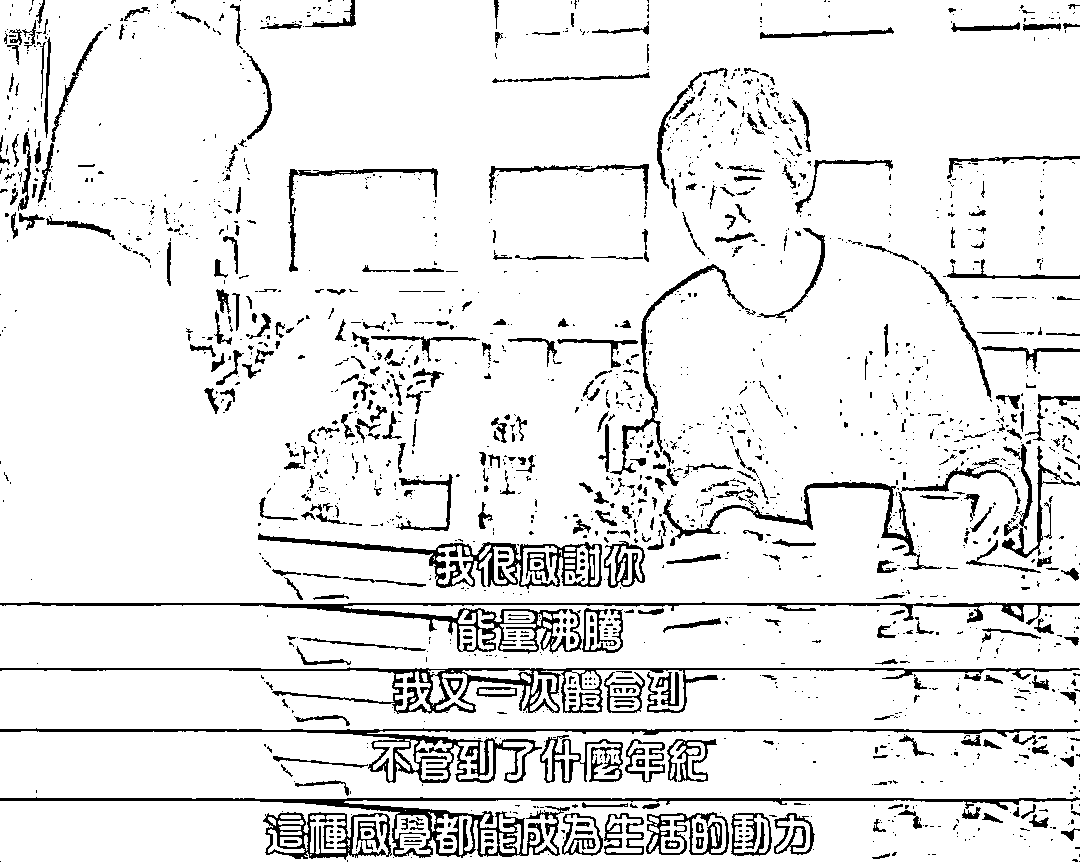 我很感謝你
能量沸騰
我又一次體會到
不管到了什麼年紀
這種感覺都能成為生活的動力